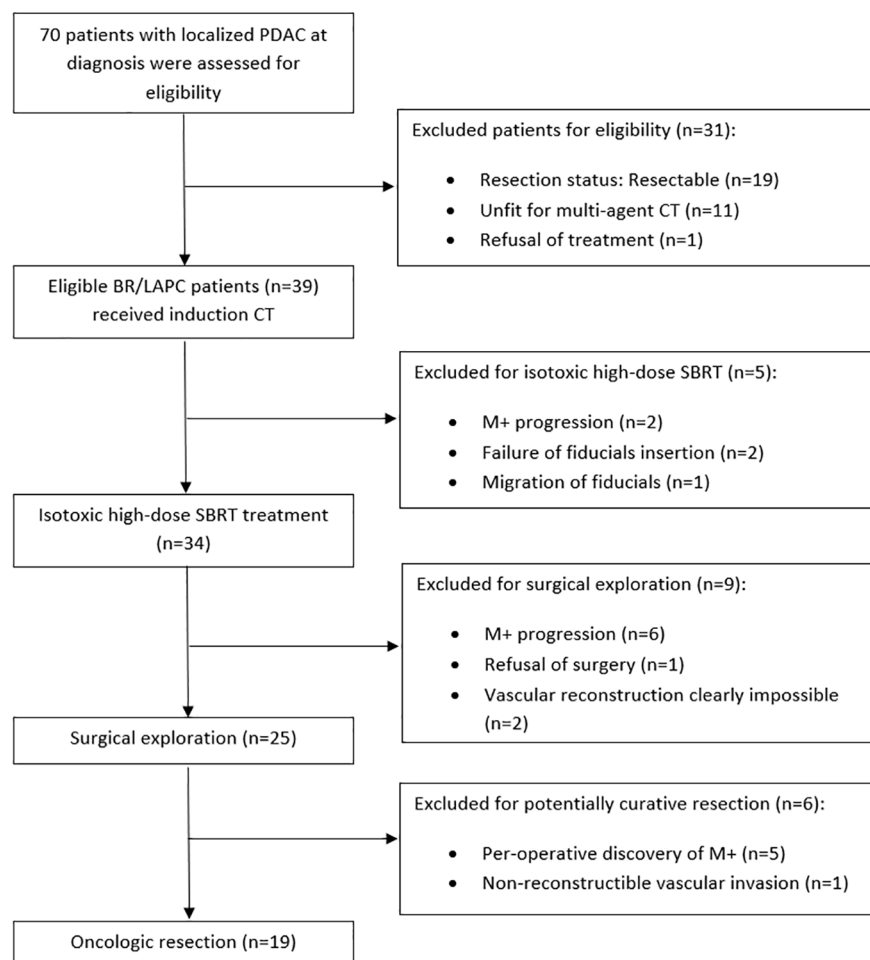 70 patients with localized PDAC at
diagnosis were assessed for
eligibility
Excluded patients for eligibility (n=31):
• Resection status: Resectable (n=19)
• Unfit for multi-agent CT (n=11)
• Refusal of treatment (n=1)
Eligible BR/LAPC patients (n=39)
received induction CT
Excluded for isotoxic high-dose SBRT (n=5):
• M+ progression (n=2)
• Failure of fiducials insertion (n=2)
• Migration of fiducials (n=1)
Isotoxic high-dose SBRT treatment
(n=34)
Excluded for surgical exploration (n=9):
• M+ progression (n=6)
• Refusal of surgery (n=1)
• Vascular reconstruction clearly impossible
(n=2)
Surgical exploration (n=25)
Excluded for potentially curative resection (n=6):
• Per-operative discovery of M+ (n=5)
• Non-reconstructible vascular invasion (n=1)
Oncologic resection (n=19)